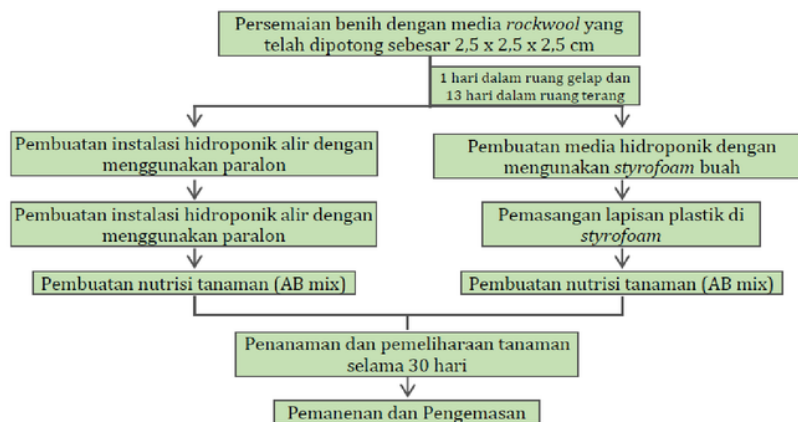 Persemaian benih dengan media rockwool yang
telah dipotong sebesar 2,5 x 2,5 x 2,5 cm
1 hari dalam ruang gelap dan
13 hari dalam ruang terang
Pembuatan instalasi hidroponik alir dengan
menggunakan paralon
Pembuatan media hidroponik dengan
mengunakan styrofoam buah
Pembuatan instalasi hidroponik alir dengan
menggunakan paralon
Pemasangan lapisan plastik di
styrofoam
Pembuatan nutrisi tanaman (AB mix)
Pembuatan nutrisi tanaman (AB mix)
Penanaman dan pemeliharaan tanaman
selama 30 hari
Pemanenan dan Pengemasan